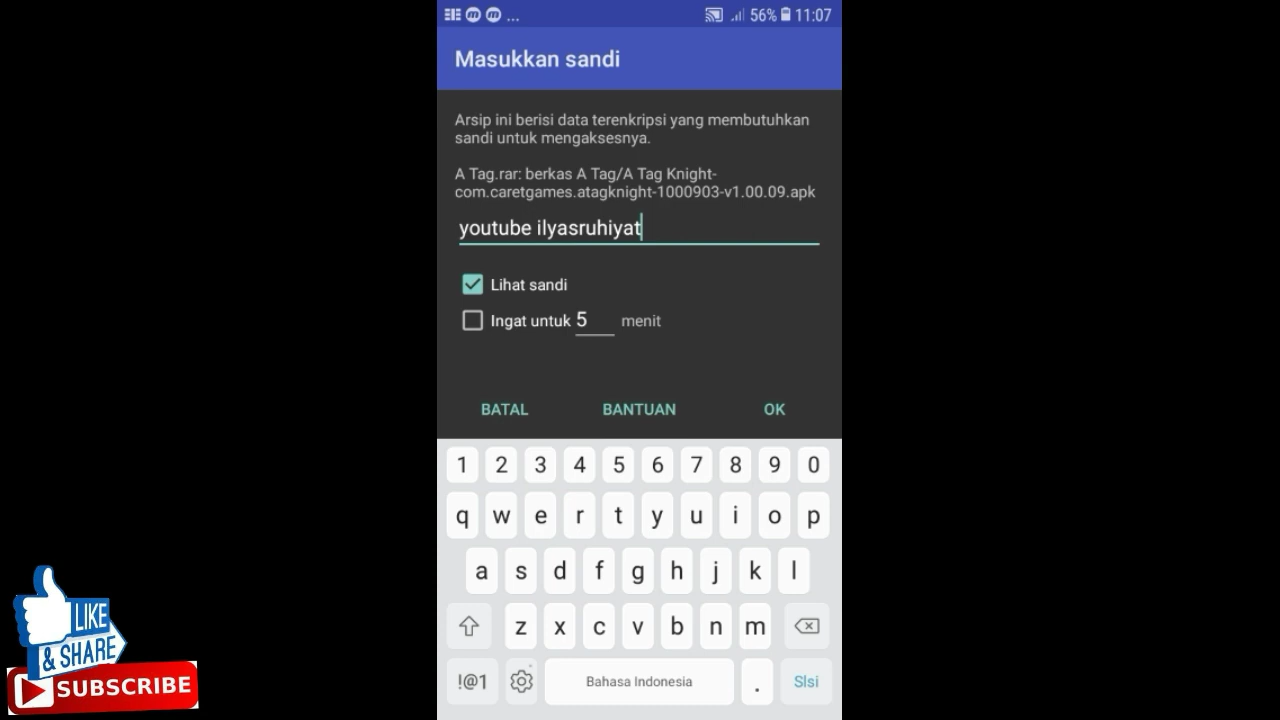 ... 56% 11:07
Masukkan sandi
Arsip ini berisi data terenkripsi yang membutuhkan
sandi untuk mengaksesnya.
A Tag.rar: berkas A Tag/A Tag Knight-
com.caretgames.atagknight-1000903-v1.00.09.apk
youtube ilyasruhiyat
Lihat sandi
Ingat untuk 5 menit
BATAL BANTUAN OK
1 2 3 4 5 6 7 8 9 0
q w e r t y u i o p
a s d f g h j k l
z x c v b n m
!@1 Bahasa Indonesia . SIsi
LIKE
& SHARE
SUBSCRIBE